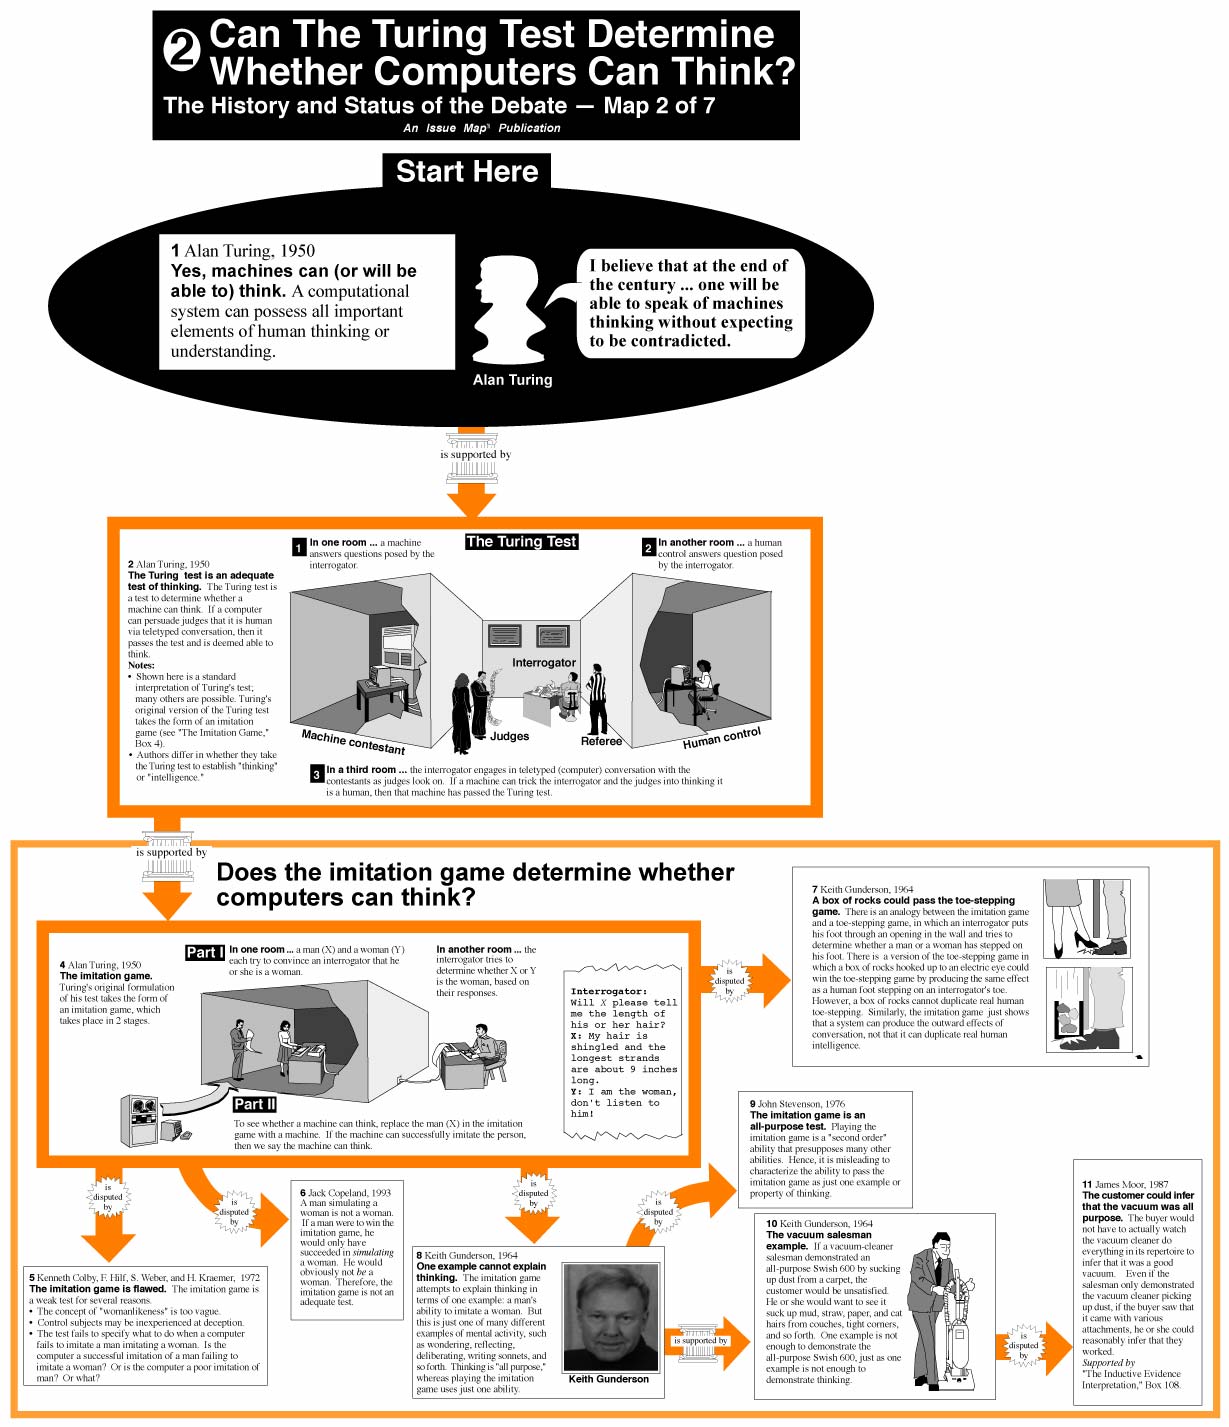 2 Can The Turing Test Determine
Whether Computers Can Think?
The History and Status of the Debate — Map 2 of 7
An Issue Map Publication
Start Here
1 Alan Turing, 1950
Yes, machines can (or will be
able to) think. A computational
system can possess all important
elements of human thinking or
understanding.
Alan Turing
I believe that at the end of
the century ... one will be
able to speak of machines
thinking without expecting
to be contradicted.
is supported by
The Turing Test
2 Alan Turing, 1950
The Turing test is an adequate
test of thinking. The Turing test is
a test to determine whether a
machine can think. If a computer
can persuade judges that it is human
via teletyped conversation, then it
passes the test and is deemed able to
think.
Notes:
• Shown here is a standard
interpretation of Turing's test;
many others are possible. Turing's
original version of the Turing test
takes the form of an imitation
game (see "The Imitation Game,"
Box 4).
• Authors differ in whether they take
the Turing test to establish "thinking"
or "intelligence."
1 In one room ... a machine
answers questions posed by the
interrogator.
2 In another room ... a human
control answers question posed
by the interrogator.
Interrogator
Machine contestant
Judges
Referee
Human control
3 In a third room ... the interrogator engages in teletyped (computer) conversation with the
contestants as judges look on. If a machine can trick the interrogator and the judges into thinking it
is a human, then that machine has passed the Turing test.
is supported by
Does the imitation game determine whether
computers can think?
4 Alan Turing, 1950
The imitation game.
Turing's original formulation
of his test takes the form of
an imitation game, which
takes place in 2 stages.
Part I
In one room ... a man (X) and a woman (Y)
each try to convince an interrogator that he
or she is a woman.
In another room ... the
interrogator tries to
determine whether X or Y
is the woman, based on
their responses.
Interrogator:
Will X please tell
me the length of
his or her hair?
X: My hair is
shingled and the
longest strands
are about 9 inches
long.
Y: I am the woman,
don't listen to
him!
Part II
To see whether a machine can think, replace the man (X) in the imitation
game with a machine. If the machine can successfully imitate the person,
then we say the machine can think.
is
disputed
by
7 Keith Gunderson, 1964
A box of rocks could pass the toe-stepping
game. There is an analogy between the imitation game
and a toe-stepping game, in which an interrogator puts
his foot through an opening in the wall and tries to
determine whether a man or a woman has stepped on
his foot. There is a version of the toe-stepping game in
which a box of rocks hooked up to an electric eye could
win the toe-stepping game by producing the same effect
as a human foot stepping on an interrogator's toe.
However, a box of rocks cannot duplicate real human
toe-stepping. Similarly, the imitation game just shows
that a system can produce the outward effects of
conversation, not that it can duplicate real human
intelligence.
is
disputed
by
5 Kenneth Colby, F. Hilf, S. Weber, and H. Kraemer, 1972
The imitation game is flawed. The imitation game is
a weak test for several reasons.
• The concept of "womanlikeness" is too vague.
• Control subjects may be inexperienced at deception.
• The test fails to specify what to do when a computer
fails to imitate a man imitating a woman. Is the
computer a successful imitation of a man failing to
imitate a woman? Or is the computer a poor imitation of
man? Or what?
is
disputed
by
6 Jack Copeland, 1993
A man simulating a
woman is not a woman.
If a man were to win the
imitation game, he
would only have
succeeded in simulating
a woman. He would
obviously not be a
woman. Therefore, the
imitation game is not an
adequate test.
is
disputed
by
8 Keith Gunderson, 1964
One example cannot explain
thinking. The imitation game
attempts to explain thinking in
terms of one example: a man's
ability to imitate a woman. But
this is just one of many different
examples of mental activity, such
as wondering, reflecting,
deliberating, writing sonnets, and
so forth. Thinking is "all purpose,"
whereas playing the imitation
game uses just one ability.
Keith Gunderson
is
disputed
by
9 John Stevenson, 1976
The imitation game is an
all-purpose test. Playing the
imitation game is a "second order"
ability that presupposes many other
abilities. Hence, it is misleading to
characterize the ability to pass the
imitation game as just one example or
property of thinking.
is supported by
10 Keith Gunderson, 1964
The vacuum salesman
example. If a vacuum-cleaner
salesman demonstrated an
all-purpose Swish 600 by sucking
up dust from a carpet, the
customer would be unsatisfied.
He or she would want to see it
suck up mud, straw, paper, and cat
hairs from couches, tight corners,
and so forth. One example is not
enough to demonstrate the
all-purpose Swish 600, just as one
example is not enough to
demonstrate thinking.
is
disputed
by
11 James Moor, 1987
The customer could infer
that the vacuum was all
purpose. The buyer would
not have to actually watch
the vacuum cleaner do
everything in its repertoire to
infer that it was a good
vacuum. Even if the
salesman only demonstrated
the vacuum cleaner picking
up dust, if the buyer saw that
it came with various
attachments, he or she could
reasonably infer that they
worked.
Supported by
"The Inductive Evidence
Interpretation," Box 108.